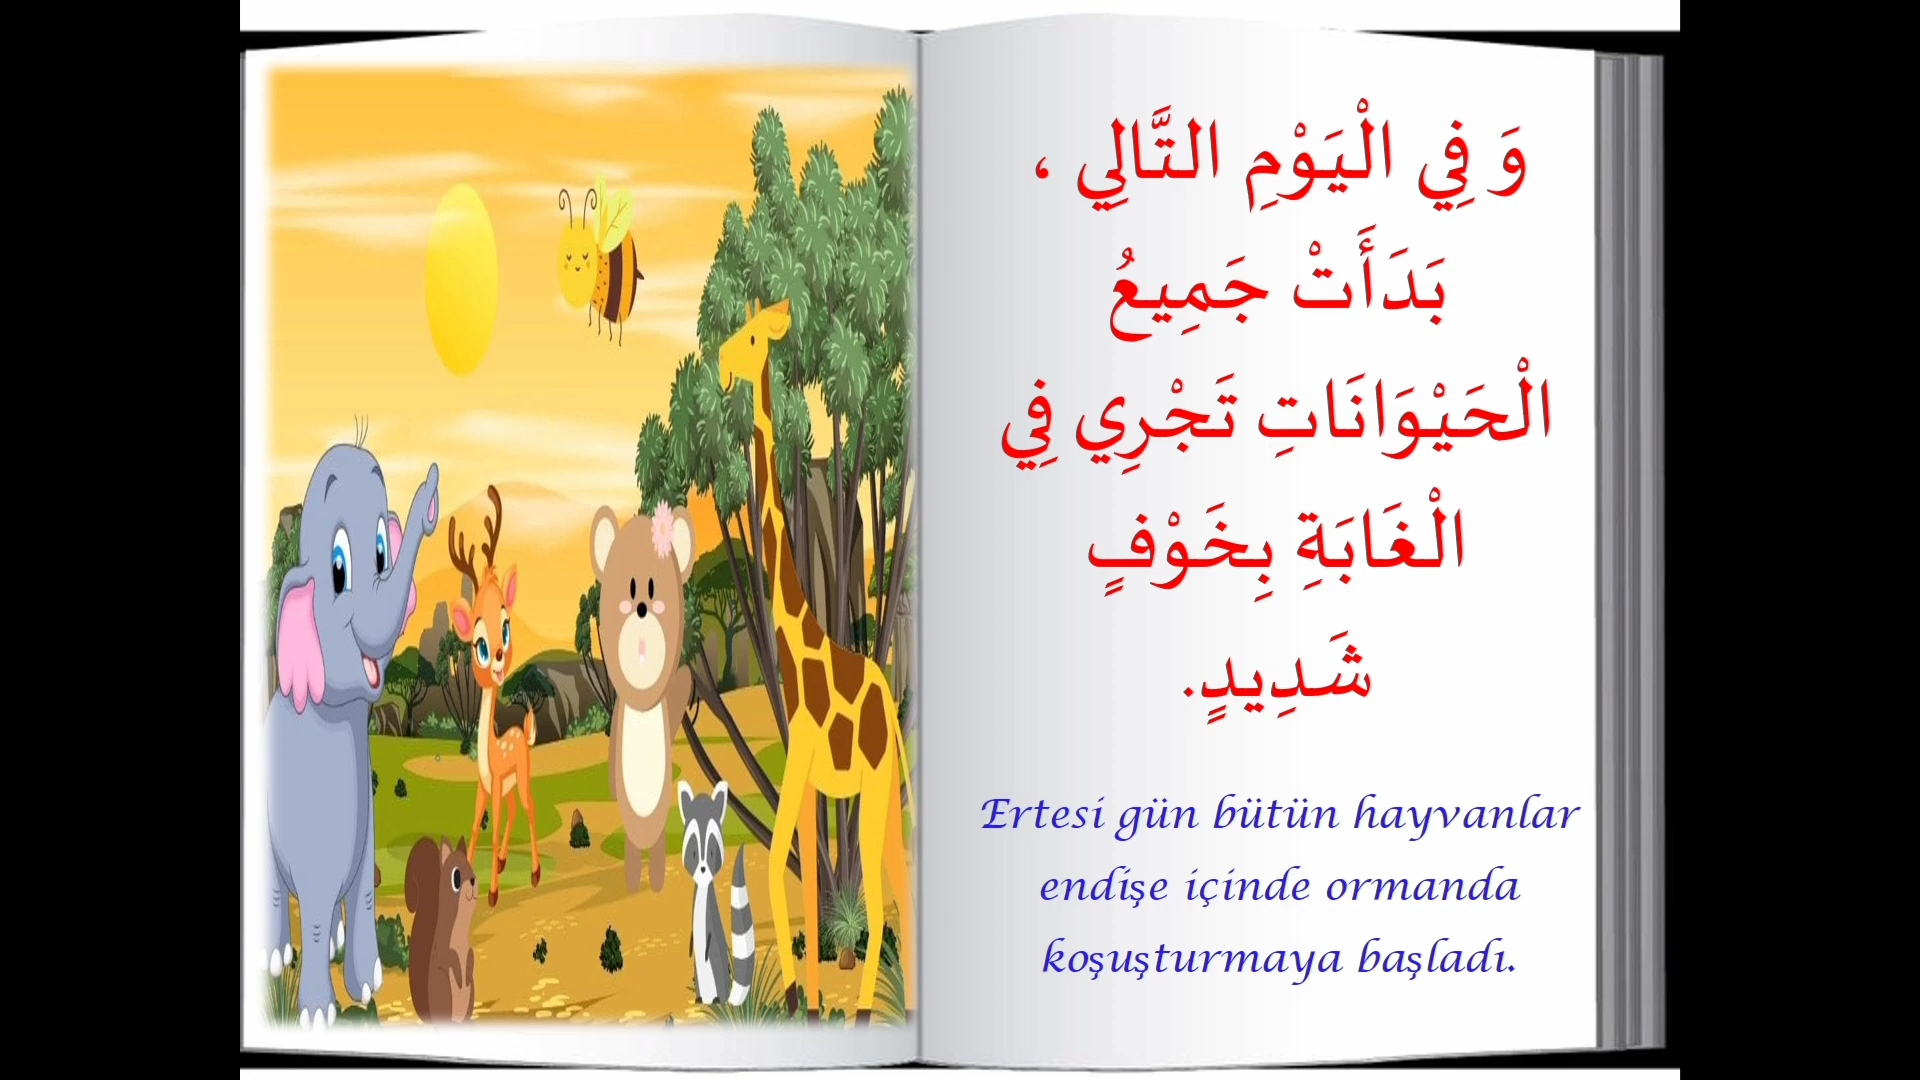 وَ فِي الْيَوْمِ التَّالِي ،
بَدَأَتْ جَمِيعُ
الْحَيْوَانَاتِ تَجْرِي فِي
الْغَابَةِ بِخَوْفٍ
شَدِيدٍ.
Ertesi gün bütün hayvanlar
endişe içinde ormanda
koşuşturmaya başladı.